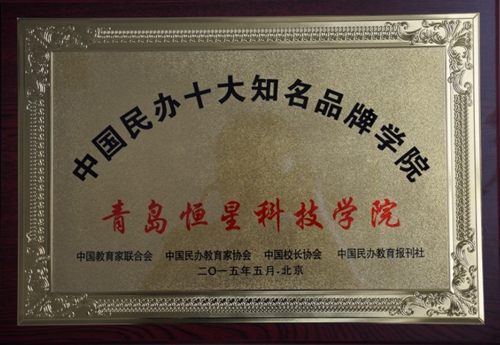 中国民办十大知名品牌学院
青岛恒星科技学院
中国教育家联合会 中国民办教育家协会 中国校长协会 中国民办教育报刊社
二〇一五年五月-北京